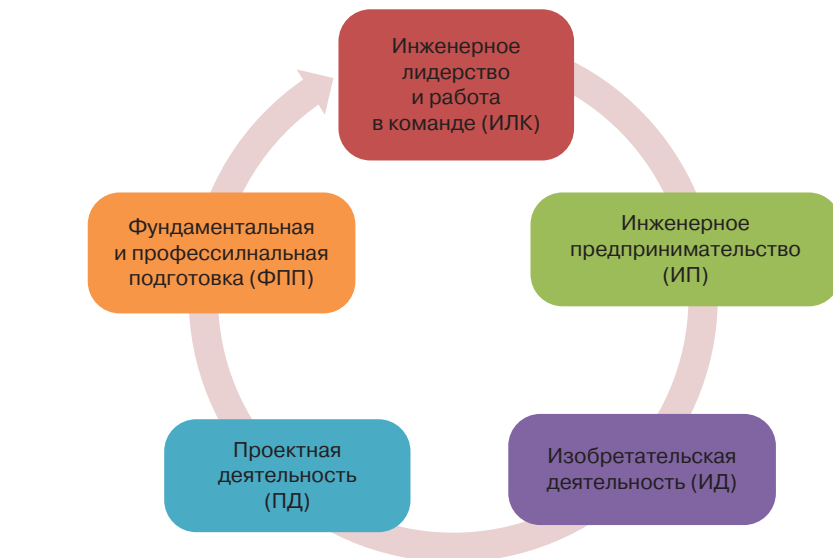 Инженерное
лидерство
и работа
в команде (ИЛК)
Инженерное
предпринимательство
(ИП)
Изобретательская
деятельность (ИД)
Проектная
деятельность
(ПД)
Фундаментальная
и профессилнальная
подготовка (ФПП)